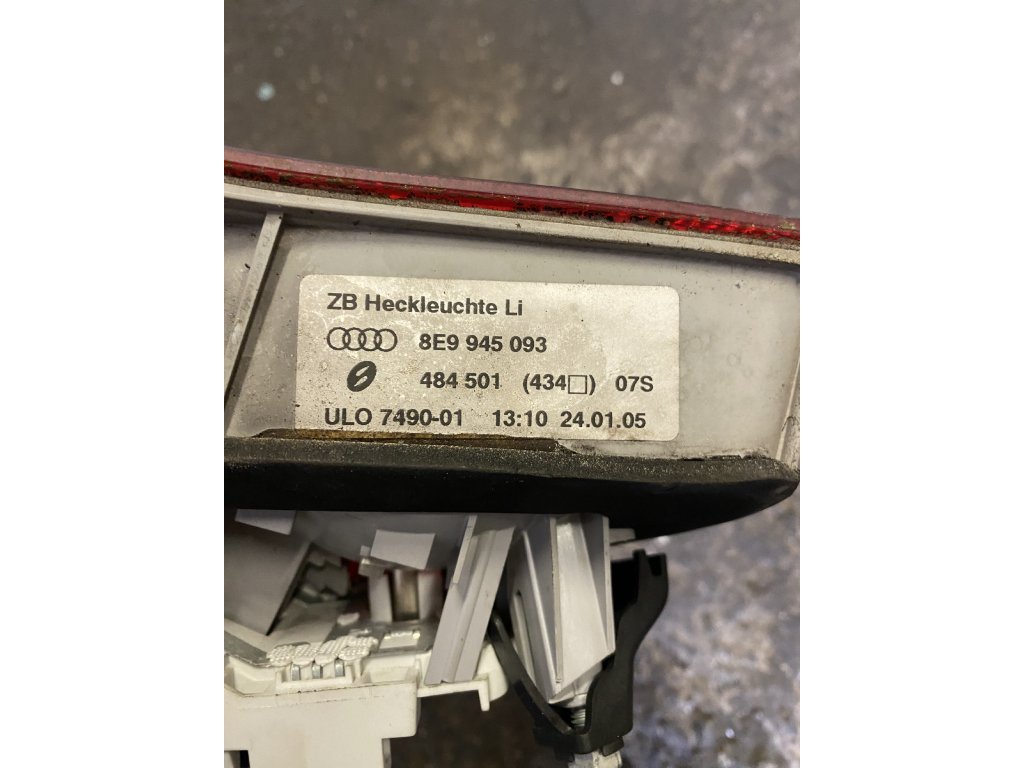 ZB Heckleuchte Li
8E9 945 093
484 501 (434□) 07S
ULO 7490-01 13:10 24.01.05